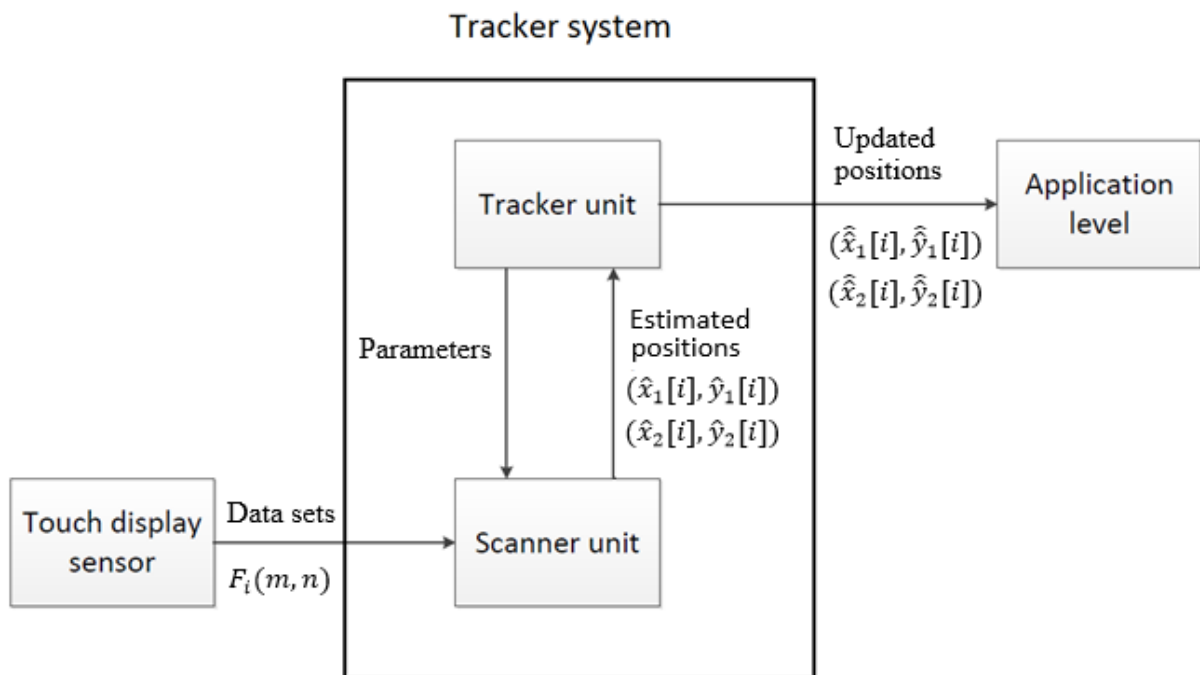 Tracker system
Tracker unit
Updated
positions
(x̂̂₁[i], ŷ̂₁[i])
(x̂̂₂[i], ŷ̂₂[i])
Application
level
Parameters
Estimated
positions
(x̂₁[i], ŷ₁[i])
(x̂₂[i], ŷ₂[i])
Touch display
sensor
Data sets
Fᵢ(m, n)
Scanner unit